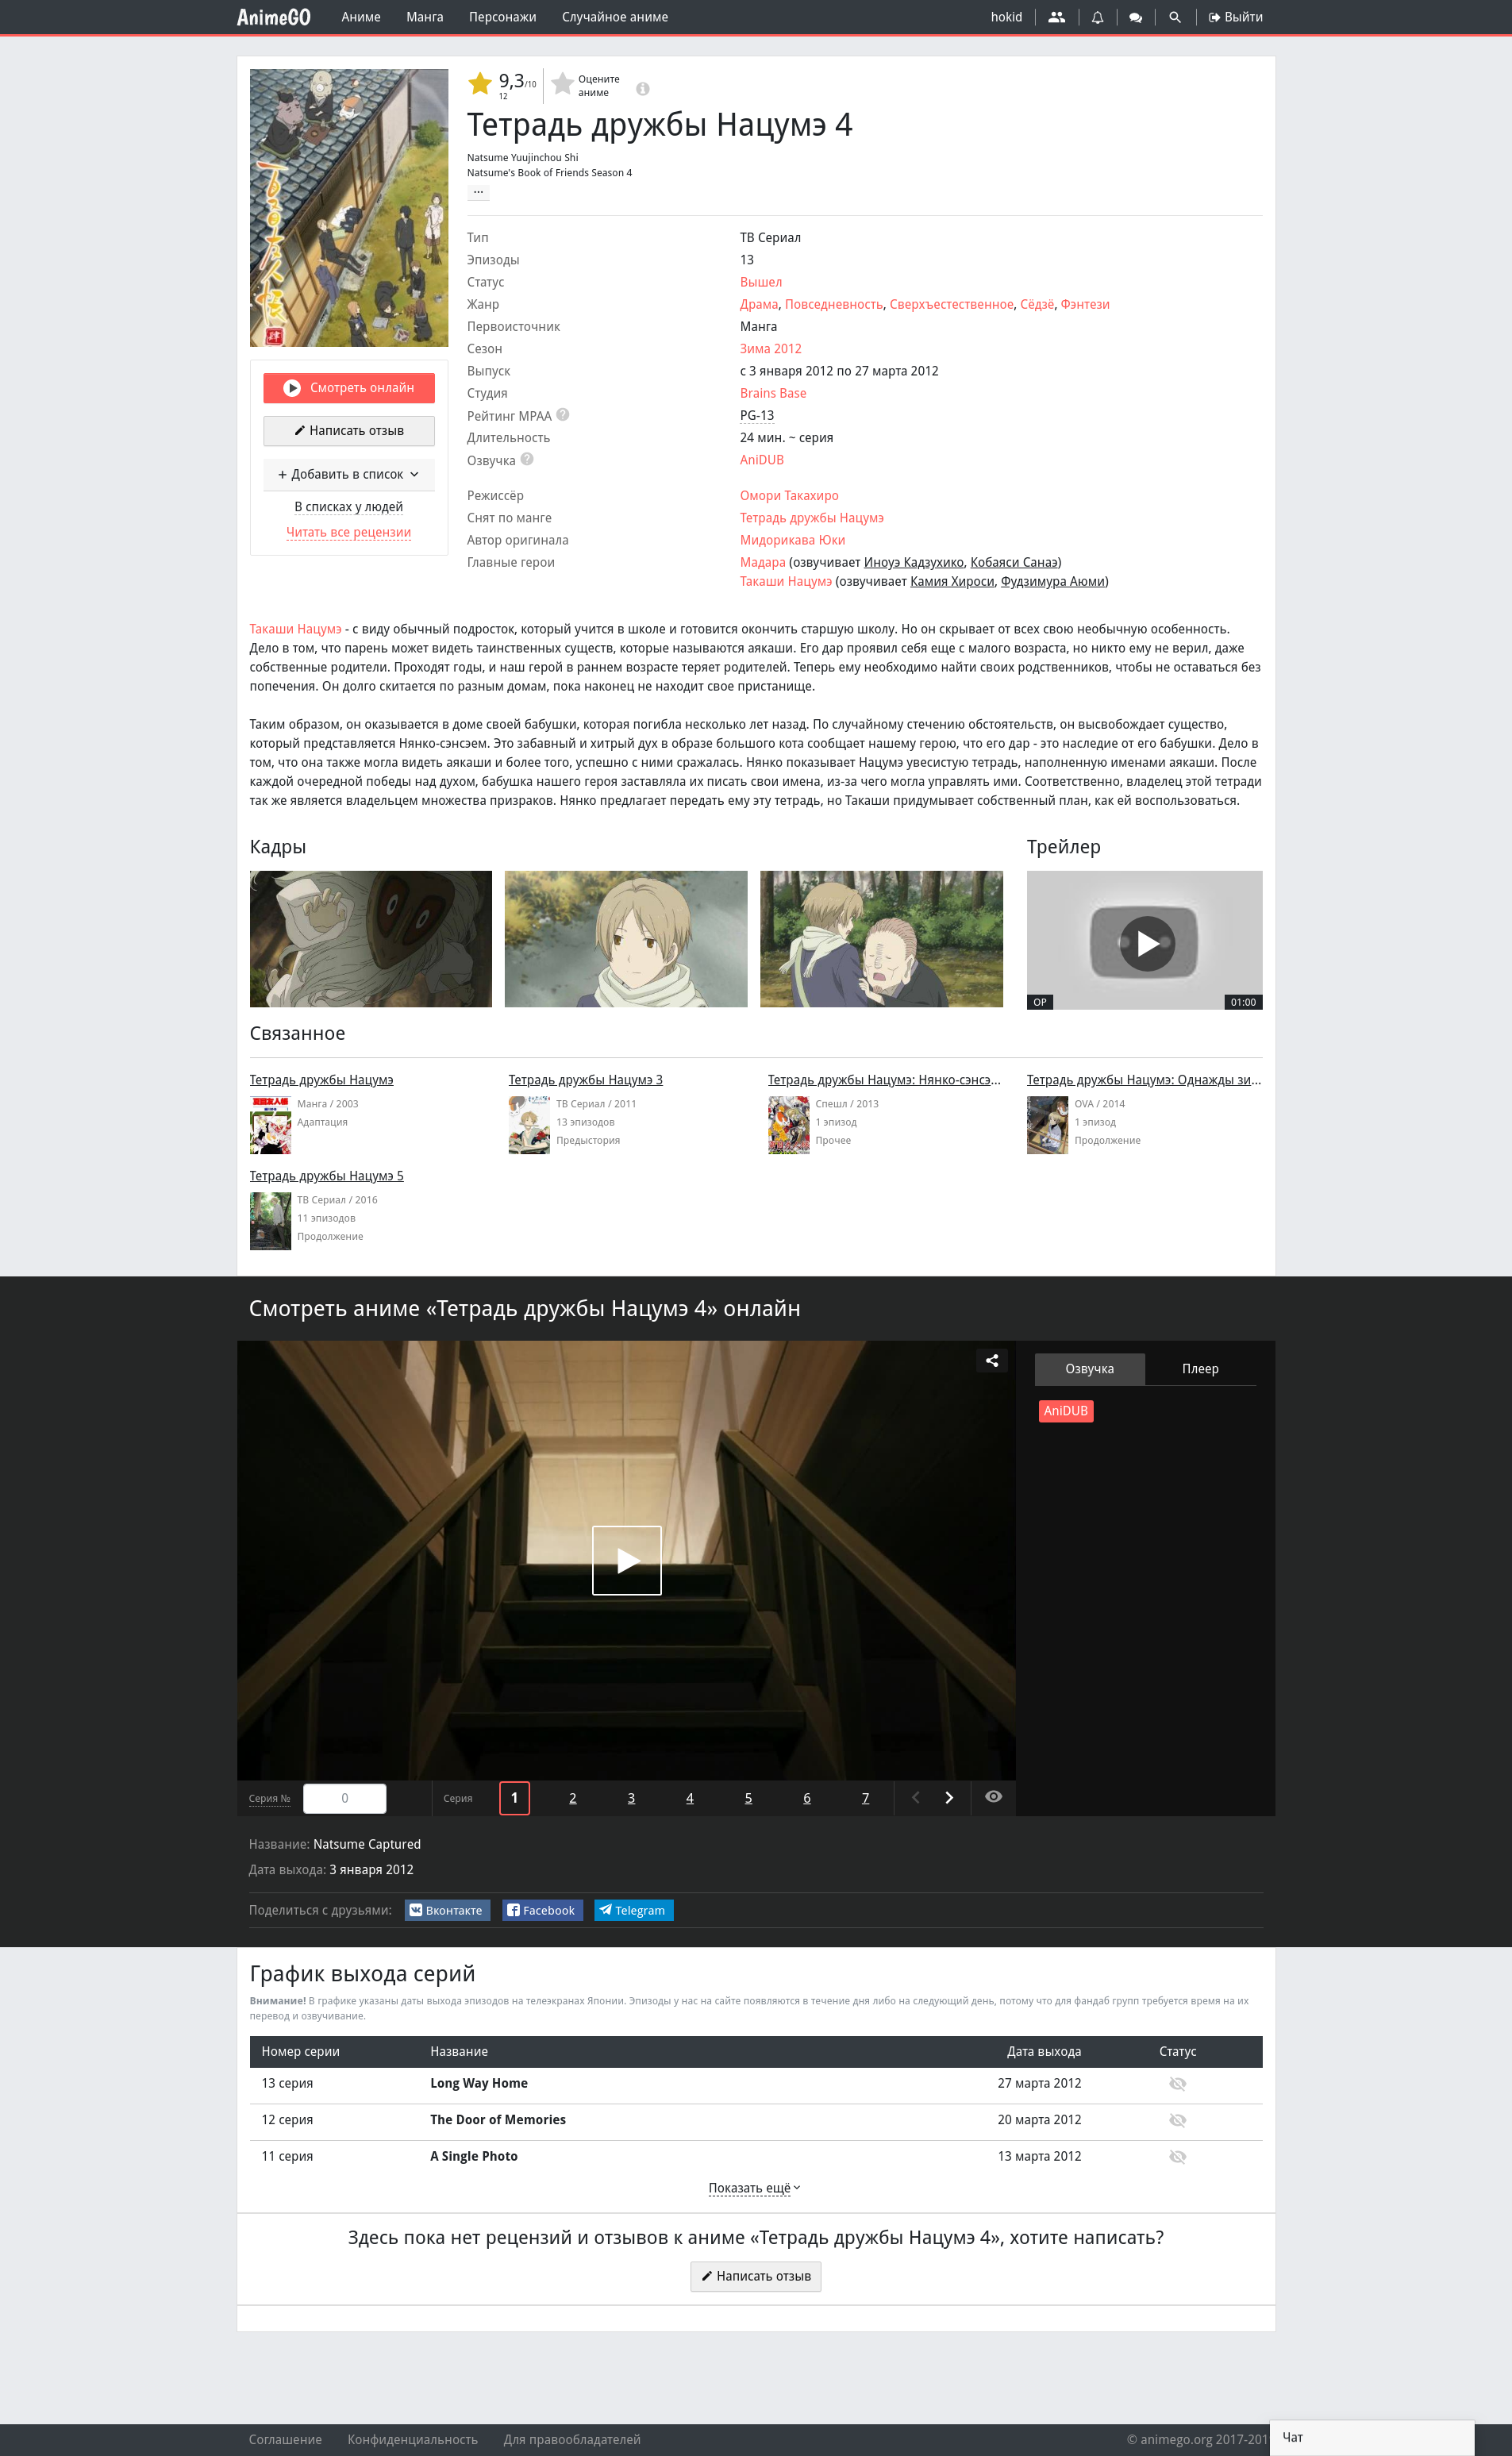 AnimeGO Аниме Манга Персонажи Случайное аниме hokid Выйти
9,3/10
12
Оцените
аниме
Тетрадь дружбы Нацумэ 4
Natsume Yuujinchou Shi
Natsume's Book of Friends Season 4
...
Тип ТВ Сериал
Эпизоды 13
Статус Вышел
Жанр Драма, Повседневность, Сверхъестественное, Сёдзё, Фэнтези
Первоисточник Манга
Сезон Зима 2012
Выпуск с 3 января 2012 по 27 марта 2012
Студия Brains Base
Рейтинг MPAA ? PG-13
Длительность 24 мин. ~ серия
Озвучка ? AniDUB
Режиссёр Омори Такахиро
Снят по манге Тетрадь дружбы Нацумэ
Автор оригинала Мидорикава Юки
Главные герои Мадара (озвучивает Иноуэ Кадзухико, Кобаяси Санаэ)
Такаши Нацумэ (озвучивает Камия Хироси, Фудзимура Аюми)
Смотреть онлайн
Написать отзыв
+ Добавить в список
В списках у людей
Читать все рецензии
Такаши Нацумэ - с виду обычный подросток, который учится в школе и готовится окончить старшую школу. Но он скрывает от всех свою необычную особенность.
Дело в том, что парень может видеть таинственных существ, которые называются аякаши. Его дар проявил себя еще с малого возраста, но никто ему не верил, даже
собственные родители. Проходят годы, и наш герой в раннем возрасте теряет родителей. Теперь ему необходимо найти своих родственников, чтобы не оставаться без
попечения. Он долго скитается по разным домам, пока наконец не находит свое пристанище.
Таким образом, он оказывается в доме своей бабушки, которая погибла несколько лет назад. По случайному стечению обстоятельств, он высвобождает существо,
который представляется Нянко-сэнсэем. Это забавный и хитрый дух в образе большого кота сообщает нашему герою, что его дар - это наследие от его бабушки. Дело в
том, что она также могла видеть аякаши и более того, успешно с ними сражалась. Нянко показывает Нацумэ увесистую тетрадь, наполненную именами аякаши. После
каждой очередной победы над духом, бабушка нашего героя заставляла их писать свои имена, из-за чего могла управлять ими. Соответственно, владелец этой тетради
так же является владельцем множества призраков. Нянко предлагает передать ему эту тетрадь, но Такаши придумывает собственный план, как ей воспользоваться.
Кадры
Трейлер
OP 01:00
Связанное
Тетрадь дружбы Нацумэ
Манга / 2003
Адаптация
Тетрадь дружбы Нацумэ 3
ТВ Сериал / 2011
13 эпизодов
Предыстория
Тетрадь дружбы Нацумэ: Нянко-сэнсэ...
Спешл / 2013
1 эпизод
Прочее
Тетрадь дружбы Нацумэ: Однажды зи...
OVA / 2014
1 эпизод
Продолжение
Тетрадь дружбы Нацумэ 5
ТВ Сериал / 2016
11 эпизодов
Продолжение
Смотреть аниме «Тетрадь дружбы Нацумэ 4» онлайн
Озвучка Плеер
AniDUB
Серия № 0 Серия 1 2 3 4 5 6 7
Название: Natsume Captured
Дата выхода: 3 января 2012
Поделиться с друзьями: Вконтакте Facebook Telegram
График выхода серий
Внимание! В графике указаны даты выхода эпизодов на телеэкранах Японии. Эпизоды у нас на сайте появляются в течение дня либо на следующий день, потому что для фандаб групп требуется время на их
перевод и озвучивание.
Номер серии Название Дата выхода Статус
13 серия Long Way Home 27 марта 2012
12 серия The Door of Memories 20 марта 2012
11 серия A Single Photo 13 марта 2012
Показать ещё
Здесь пока нет рецензий и отзывов к аниме «Тетрадь дружбы Нацумэ 4», хотите написать?
Написать отзыв
Соглашение Конфиденциальность Для правообладателей © animego.org 2017-201
Чат